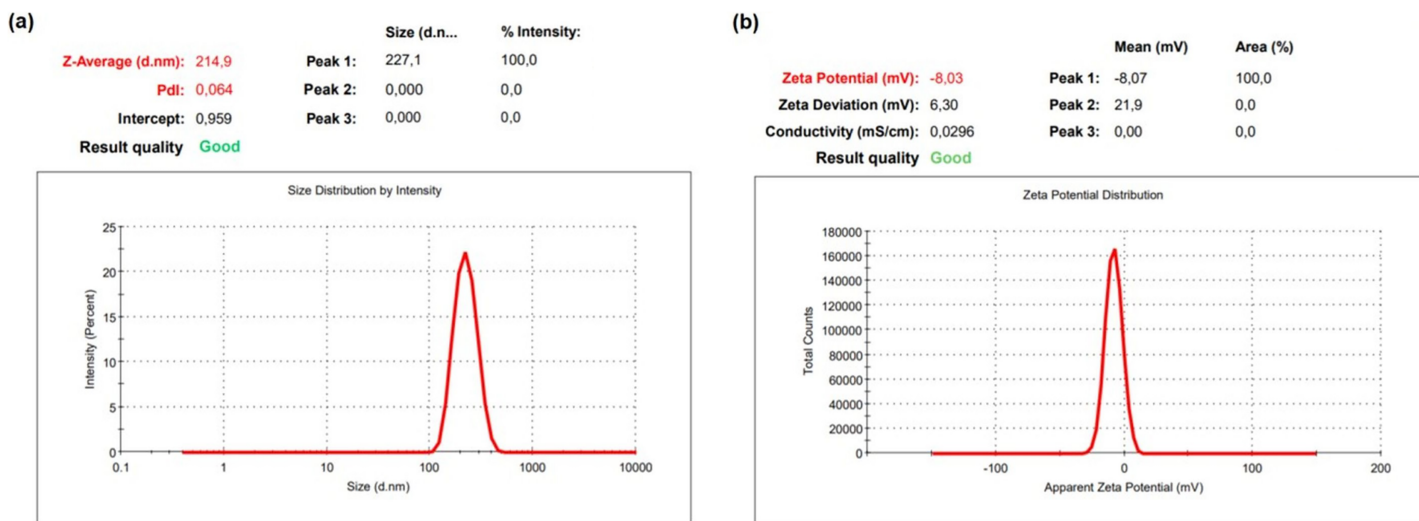 (a)
Size (d.n... % Intensity:
Z-Average (d.nm): 214,9 Peak 1: 227,1 100,0
PdI: 0,064 Peak 2: 0,000 0,0
Intercept: 0,959 Peak 3: 0,000 0,0
Result quality Good
Size Distribution by Intensity
Intensity (Percent)
25
20
15
10
5
0
0.1 1 10 100 1000 10000
Size (d.nm)
(b)
Mean (mV) Area (%)
Zeta Potential (mV): -8,03 Peak 1: -8,07 100,0
Zeta Deviation (mV): 6,30 Peak 2: 21,9 0,0
Conductivity (mS/cm): 0,0296 Peak 3: 0,00 0,0
Result quality Good
Zeta Potential Distribution
Total Counts
180000
160000
140000
120000
100000
80000
60000
40000
20000
0
-100 0 100 200
Apparent Zeta Potential (mV)